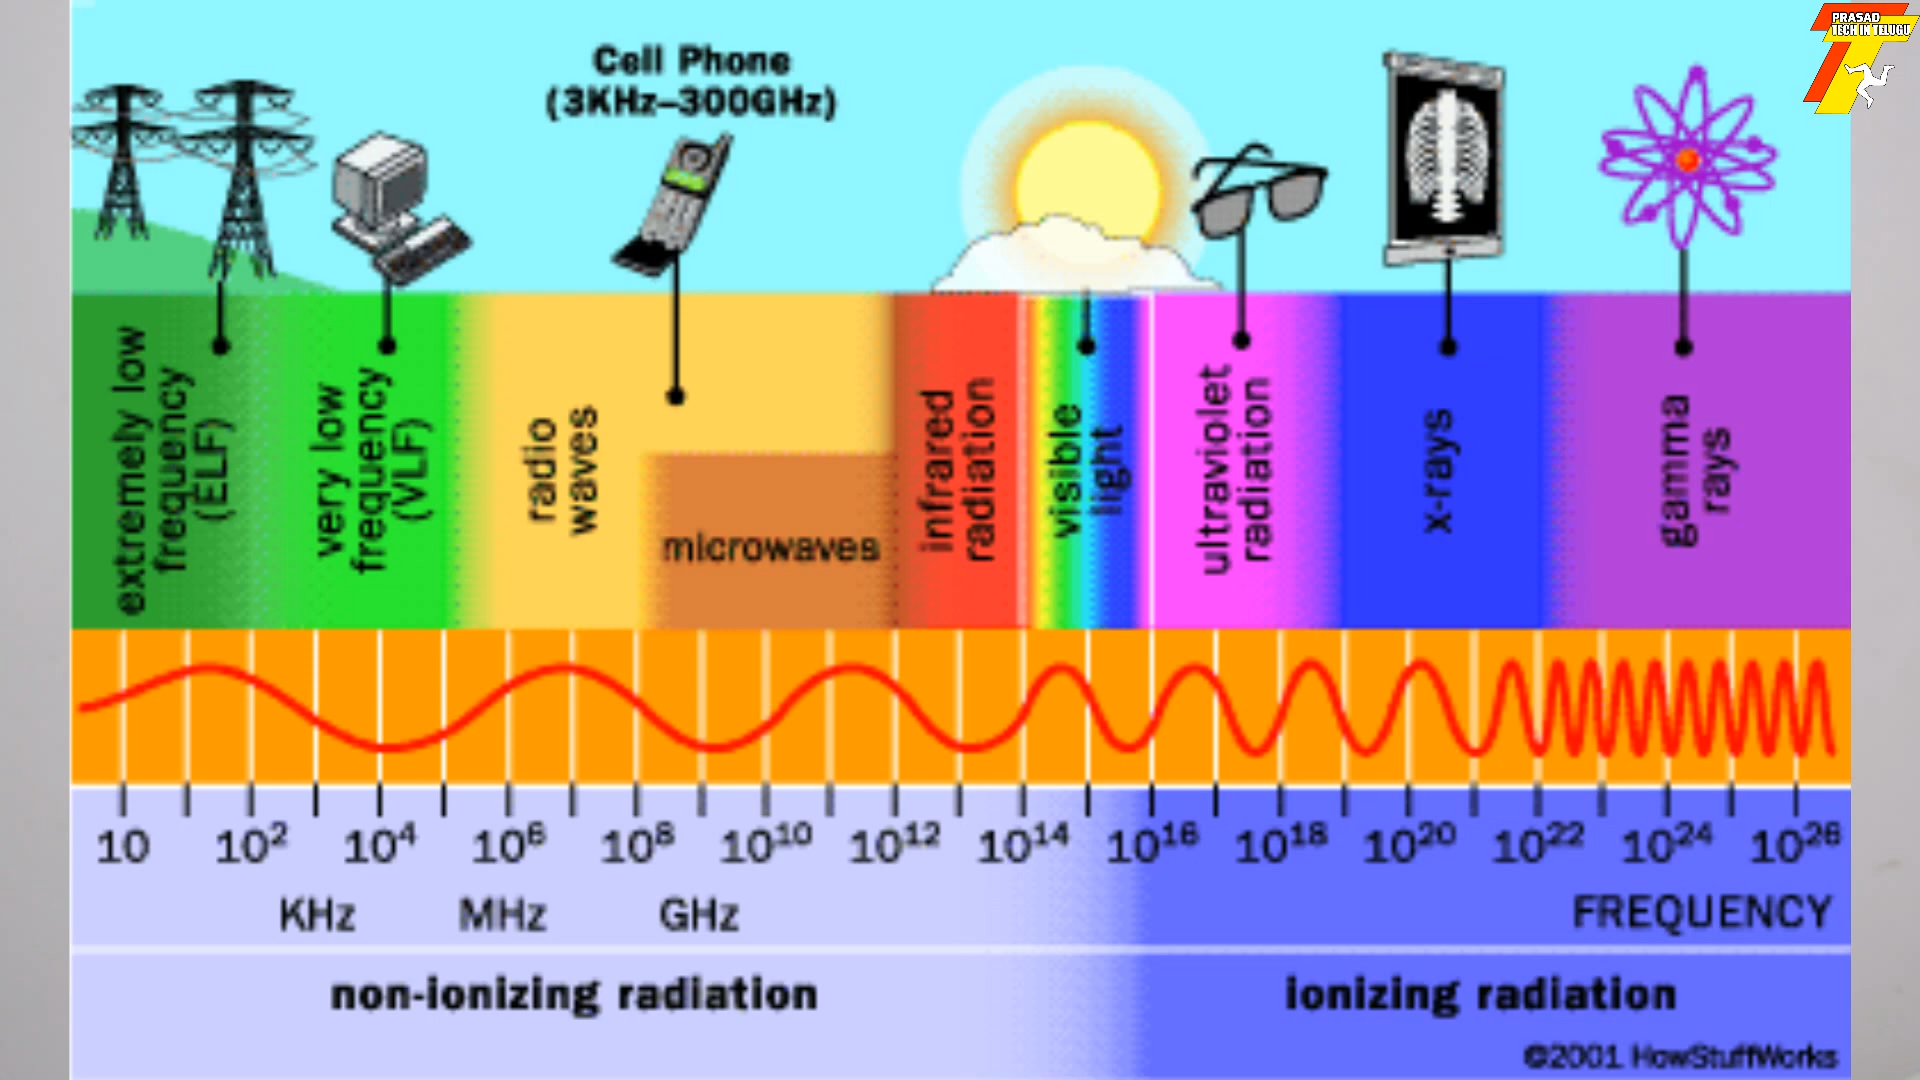 PRASAD
TECH IN TELUGU
Cell Phone
(3KHz–300GHz)
extremely low
frequency
(ELF)
very low
frequency
(VLF)
radio
waves
microwaves
infrared
radiation
visible
light
ultraviolet
radiation
x-rays
gamma
rays
10 10² 10⁴ 10⁶ 10⁸ 10¹⁰ 10¹² 10¹⁴ 10¹⁶ 10¹⁸ 10²⁰ 10²² 10²⁴ 10²⁶
KHz MHz GHz FREQUENCY
non-ionizing radiation ionizing radiation
©2001 HowStuffWorks